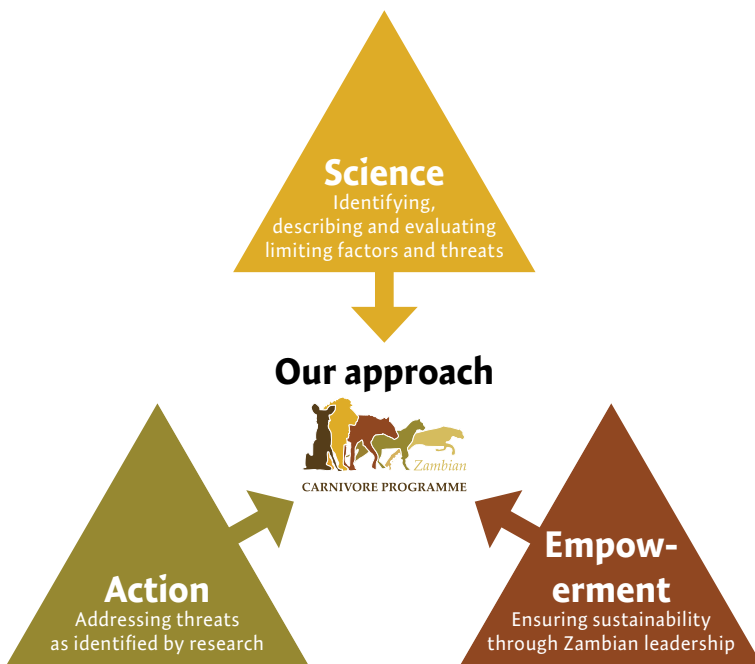 Science
Identifying,
describing and evaluating
limiting factors and threats
Our approach
Zambian
CARNIVORE PROGRAMME
Action
Addressing threats
as identified by research
Empow-
erment
Ensuring sustainability
through Zambian leadership